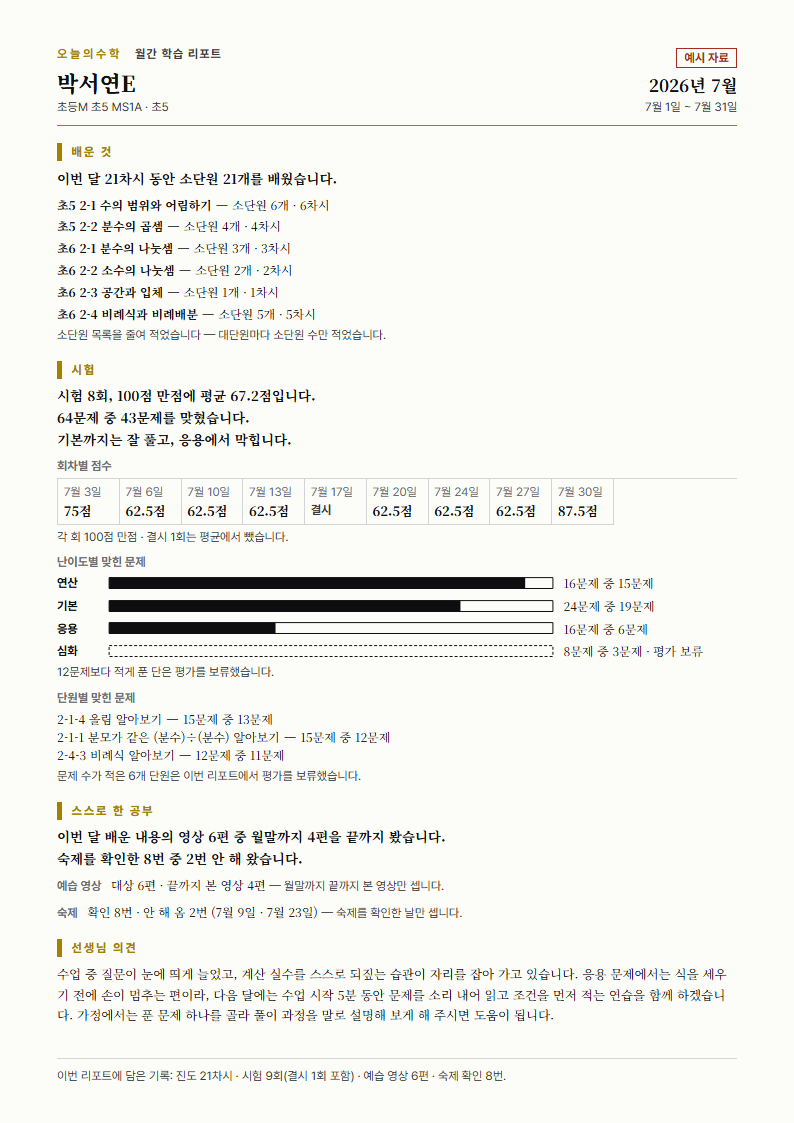 오늘의수학 월간 학습 리포트
예시 자료
박서연E
2026년 7월
초등M 초5 MS1A · 초5
7월 1일 ~ 7월 31일
배운 것
이번 달 21차시 동안 소단원 21개를 배웠습니다.
초5 2-1 수의 범위와 어림하기 — 소단원 6개 · 6차시
초5 2-2 분수의 곱셈 — 소단원 4개 · 4차시
초6 2-1 분수의 나눗셈 — 소단원 3개 · 3차시
초6 2-2 소수의 나눗셈 — 소단원 2개 · 2차시
초6 2-3 공간과 입체 — 소단원 1개 · 1차시
초6 2-4 비례식과 비례배분 — 소단원 5개 · 5차시
소단원 목록을 줄여 적었습니다 — 대단원마다 소단원 수만 적었습니다.
시험
시험 8회, 100점 만점에 평균 67.2점입니다.
64문제 중 43문제를 맞혔습니다.
기본까지는 잘 풀고, 응용에서 막힙니다.
회차별 점수
7월 3일 7월 6일 7월 10일 7월 13일 7월 17일 7월 20일 7월 24일 7월 27일 7월 30일
75점 62.5점 62.5점 62.5점 결시 62.5점 62.5점 62.5점 87.5점
각 회 100점 만점 · 결시 1회는 평균에서 뺐습니다.
난이도별 맞힌 문제
연산 16문제 중 15문제
기본 24문제 중 19문제
응용 16문제 중 6문제
심화 8문제 중 3문제 · 평가 보류
12문제보다 적게 푼 단은 평가를 보류했습니다.
단원별 맞힌 문제
2-1-4 올림 알아보기 — 15문제 중 13문제
2-1-1 분모가 같은 (분수)÷(분수) 알아보기 — 15문제 중 12문제
2-4-3 비례식 알아보기 — 12문제 중 11문제
문제 수가 적은 6개 단원은 이번 리포트에서 평가를 보류했습니다.
스스로 한 공부
이번 달 배운 내용의 영상 6편 중 월말까지 4편을 끝까지 봤습니다.
숙제를 확인한 8번 중 2번 안 해 왔습니다.
예습 영상 대상 6편 · 끝까지 본 영상 4편 — 월말까지 끝까지 본 영상만 셉니다.
숙제 확인 8번 · 안 해 옴 2번 (7월 9일 · 7월 23일) — 숙제를 확인한 날만 셉니다.
선생님 의견
수업 중 질문이 눈에 띄게 늘었고, 계산 실수를 스스로 되짚는 습관이 자리를 잡아 가고 있습니다. 응용 문제에서는 식을 세우
기 전에 손이 멈추는 편이라, 다음 달에는 수업 시작 5분 동안 문제를 소리 내어 읽고 조건을 먼저 적는 연습을 함께 하겠습니
다. 가정에서는 푼 문제 하나를 골라 풀이 과정을 말로 설명해 보게 해 주시면 도움이 됩니다.
이번 리포트에 담은 기록: 진도 21차시 · 시험 9회(결시 1회 포함) · 예습 영상 6편 · 숙제 확인 8번.